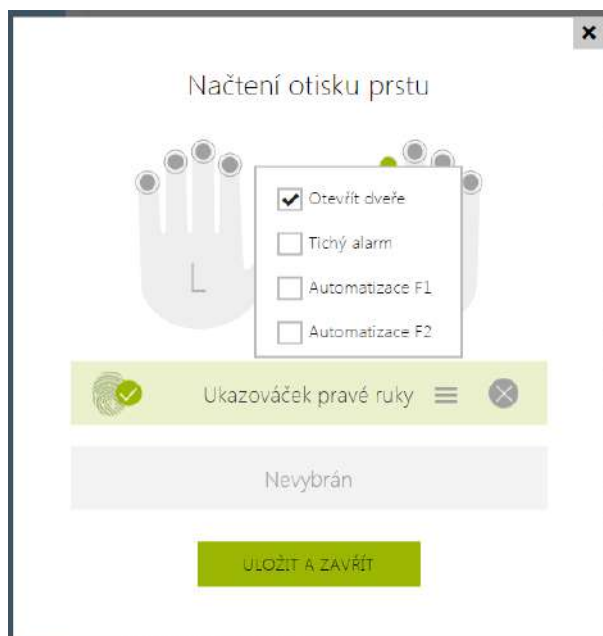 Načtení otisku prstu
L
Otevřít dveře
Tichý alarm
Automatizace F1
Automatizace F2
Ukazováček pravé ruky
Nevybrán
ULOŽIT A ZAVŘÍT